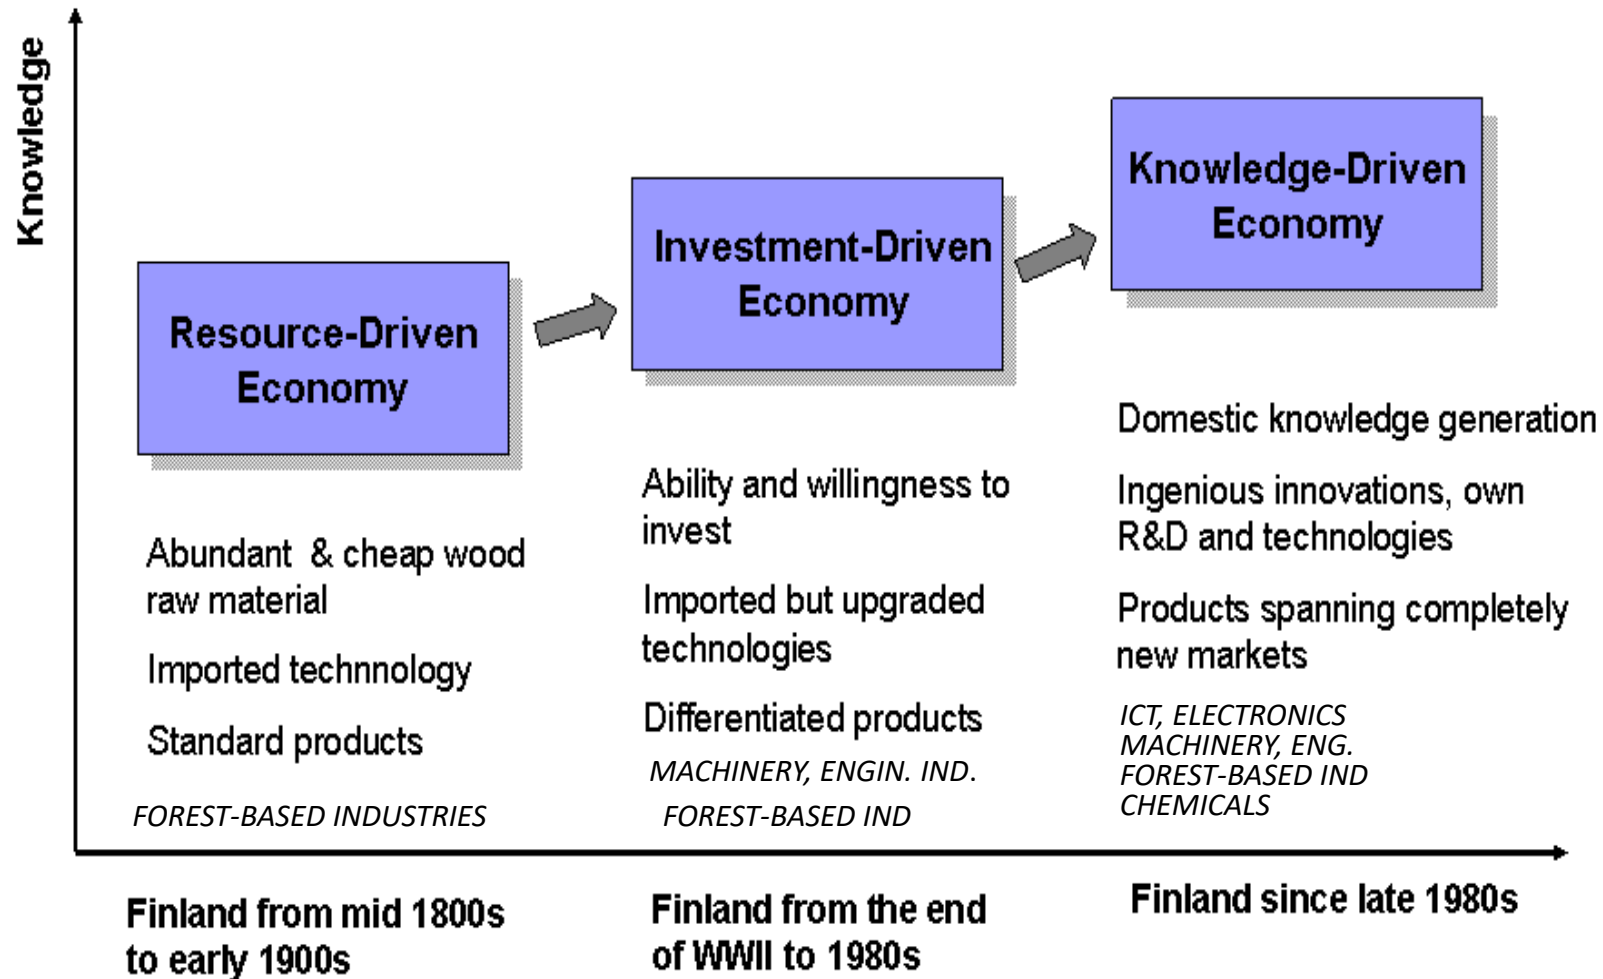 Knowledge
Resource-Driven
Economy
Abundant & cheap wood
raw material
Imported technnology
Standard products
FOREST-BASED INDUSTRIES
Finland from mid 1800s
to early 1900s
Investment-Driven
Economy
Ability and willingness to
invest
Imported but upgraded
technologies
Differentiated products
MACHINERY, ENGIN. IND.
FOREST-BASED IND
Finland from the end
of WWII to 1980s
Knowledge-Driven
Economy
Domestic knowledge generation
Ingenious innovations, own
R&D and technologies
Products spanning completely
new markets
ICT, ELECTRONICS
MACHINERY, ENG.
FOREST-BASED IND
CHEMICALS
Finland since late 1980s